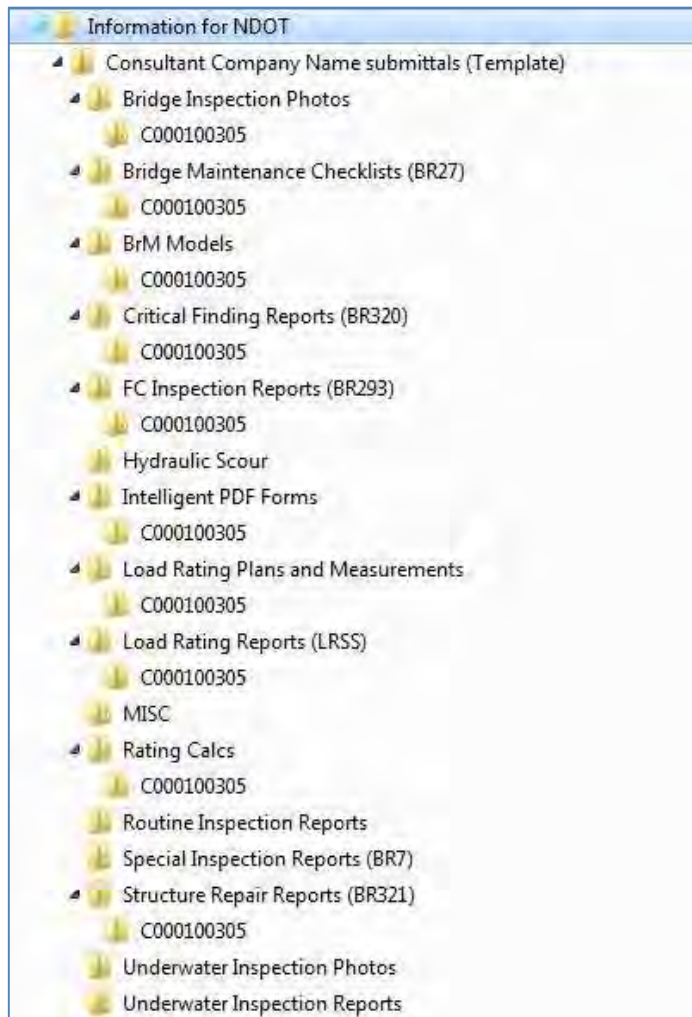 Information for NDOT
Consultant Company Name submittals (Template)
Bridge Inspection Photos
C000100305
Bridge Maintenance Checklists (BR27)
C000100305
BrM Models
C000100305
Critical Finding Reports (BR320)
C000100305
FC Inspection Reports (BR293)
C000100305
Hydraulic Scour
Intelligent PDF Forms
C000100305
Load Rating Plans and Measurements
C000100305
Load Rating Reports (LRSS)
C000100305
MISC
Rating Calcs
C000100305
Routine Inspection Reports
Special Inspection Reports (BR7)
Structure Repair Reports (BR321)
C000100305
Underwater Inspection Photos
Underwater Inspection Reports